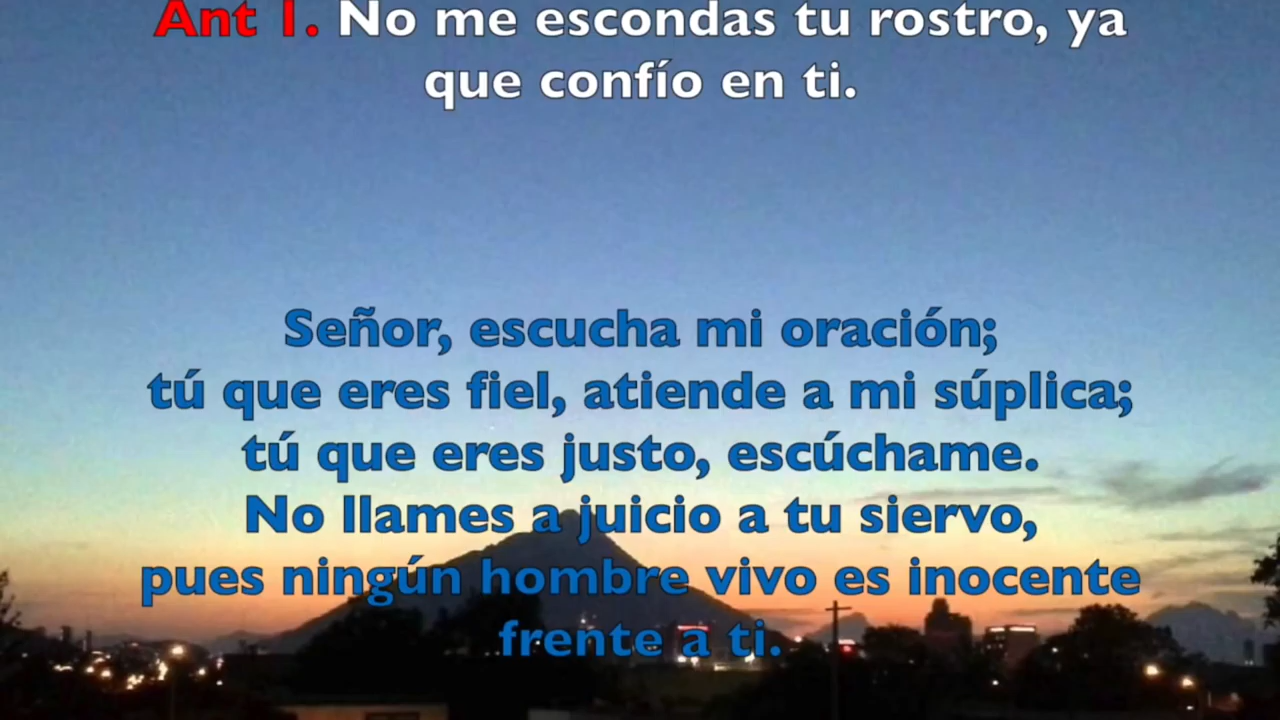 Ant 1. No me escondas tu rostro, ya
que confío en ti.
Señor, escucha mi oración;
tú que eres fiel, atiende a mi súplica;
tú que eres justo, escúchame.
No llames a juicio a tu siervo,
pues ningún hombre vivo es inocente
frente a ti.